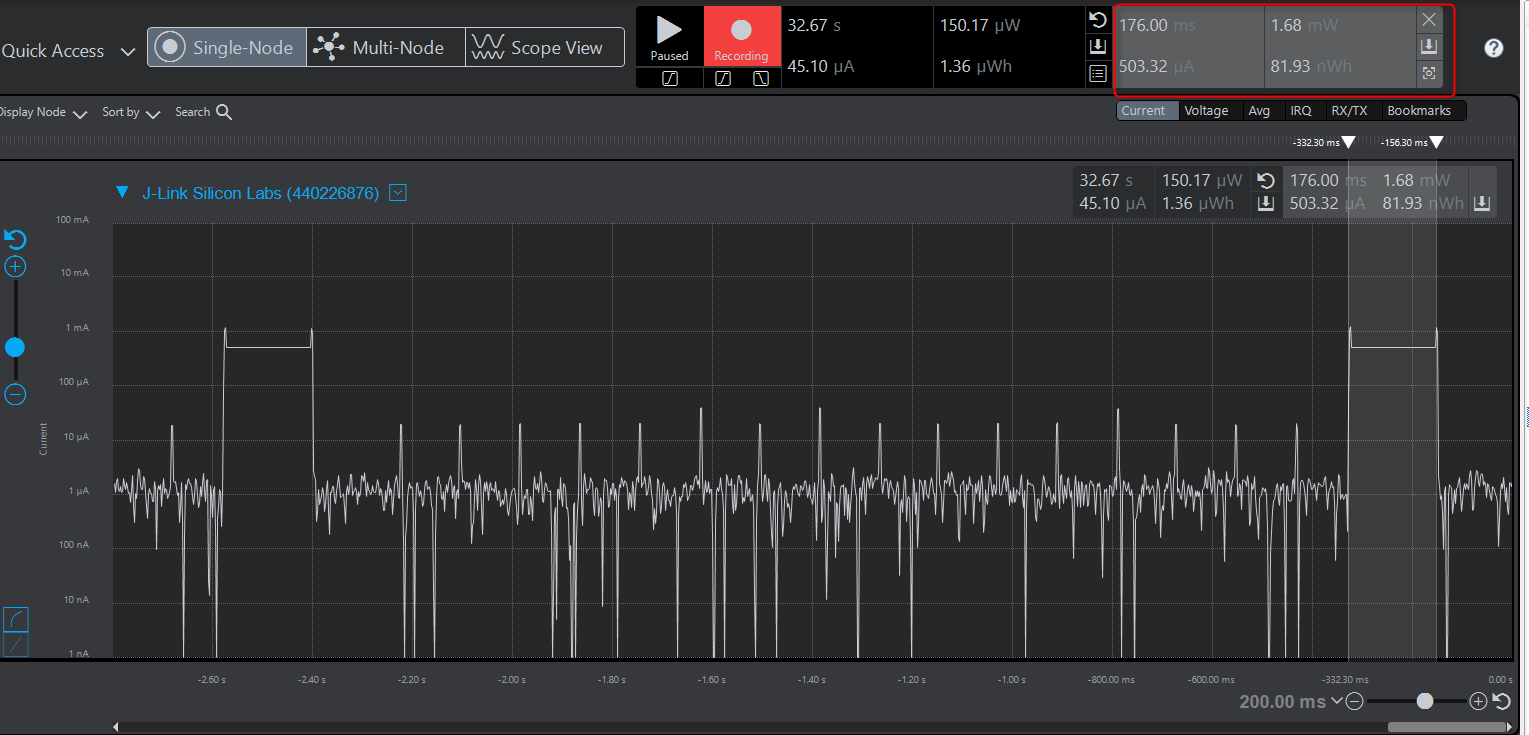 Quick Access
Single-Node
Multi-Node
Scope View
Paused
Recording
32.67 s
150.17 µW
45.10 µA
1.36 µWh
176.00 ms
1.68 mW
503.32 µA
81.93 nWh
Display Node
Sort by
Search
Current
Voltage
Avg
IRQ
RX/TX
Bookmarks
-332.30 ms
-156.30 ms
J-Link Silicon Labs (440226876)
32.67 s
150.17 µW
176.00 ms
1.68 mW
45.10 µA
1.36 µWh
503.32 µA
81.93 nWh
100 mA
10 mA
1 mA
100 µA
10 µA
1 µA
100 nA
10 nA
1 nA
Current
-2.60 s
-2.40 s
-2.20 s
-2.00 s
-1.80 s
-1.60 s
-1.40 s
-1.20 s
-1.00 s
-800.00 ms
-600.00 ms
-332.30 ms
0.00 s
200.00 ms